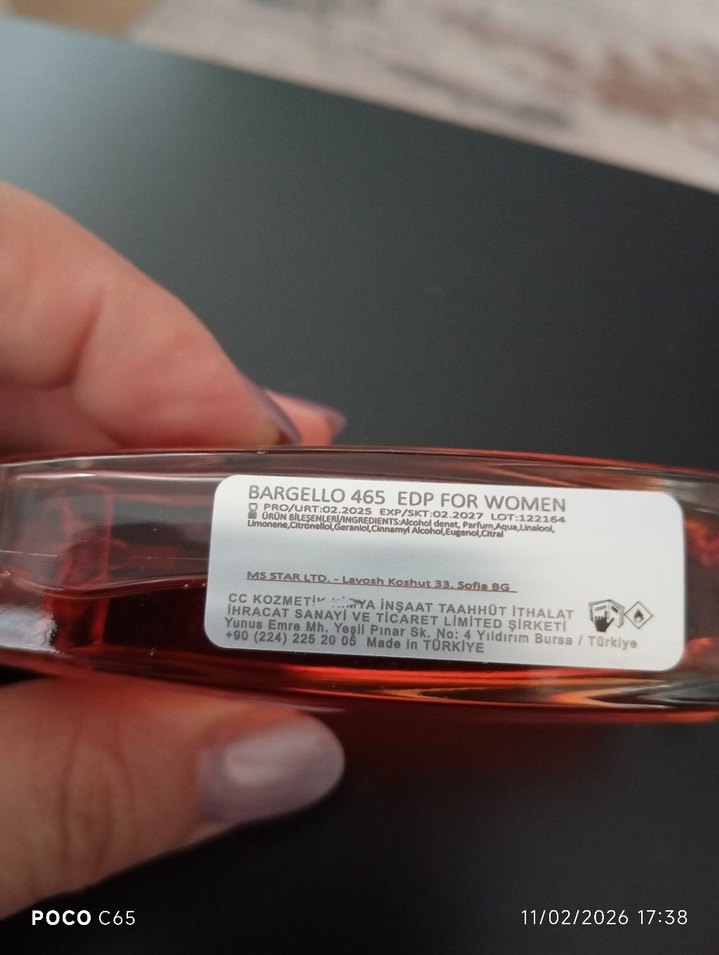 BARGELLO 465 EDP FOR WOMEN
PRO/URT:02.2025 EXP/SKT:02.2027 LOT:122164
ÜRÜN BİLEŞENLERİ/INGREDIENTS:Alcohol denat, Parfum,Aqua,Linalool,
Limonene,Citronellol,Geraniol,Cinnamyl Alcohol,Eugenol,Citral
MS STAR LTD. - Lavosh Koshut 33, Sofia BG
CC KOZMETİK İNŞAAT TAAHHÜT İTHALAT
İHRACAT SANAYİ VE TİCARET LİMİTED ŞİRKETİ
Yunus Emre Mh. Yeşil Pınar Sk. No: 4 Yıldırım Bursa / Türkiye
+90 (224) 225 20 05 Made in TÜRKİYE
POCO C65
11/02/2026 17:38